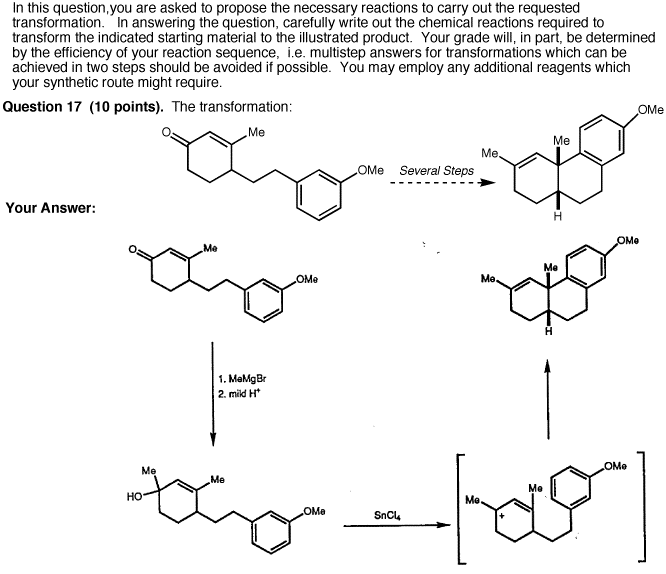 In this question,you are asked to propose the necessary reactions to carry out the requested
transformation. In answering the question, carefully write out the chemical reactions required to
transform the indicated starting material to the illustrated product. Your grade will, in part, be determined
by the efficiency of your reaction sequence, i.e. multistep answers for transformations which can be
achieved in two steps should be avoided if possible. You may employ any additional reagents which
your synthetic route might require.
Question 17 (10 points). The transformation:
O
Me
OMe
Several Steps
Me
Me
OMe
H
Your Answer:
O
Me
OMe
Me
Me
OMe
H
1. MeMgBr
2. mild H⁺
Me
HO
Me
OMe
SnCl₄
Me
+
Me
OMe